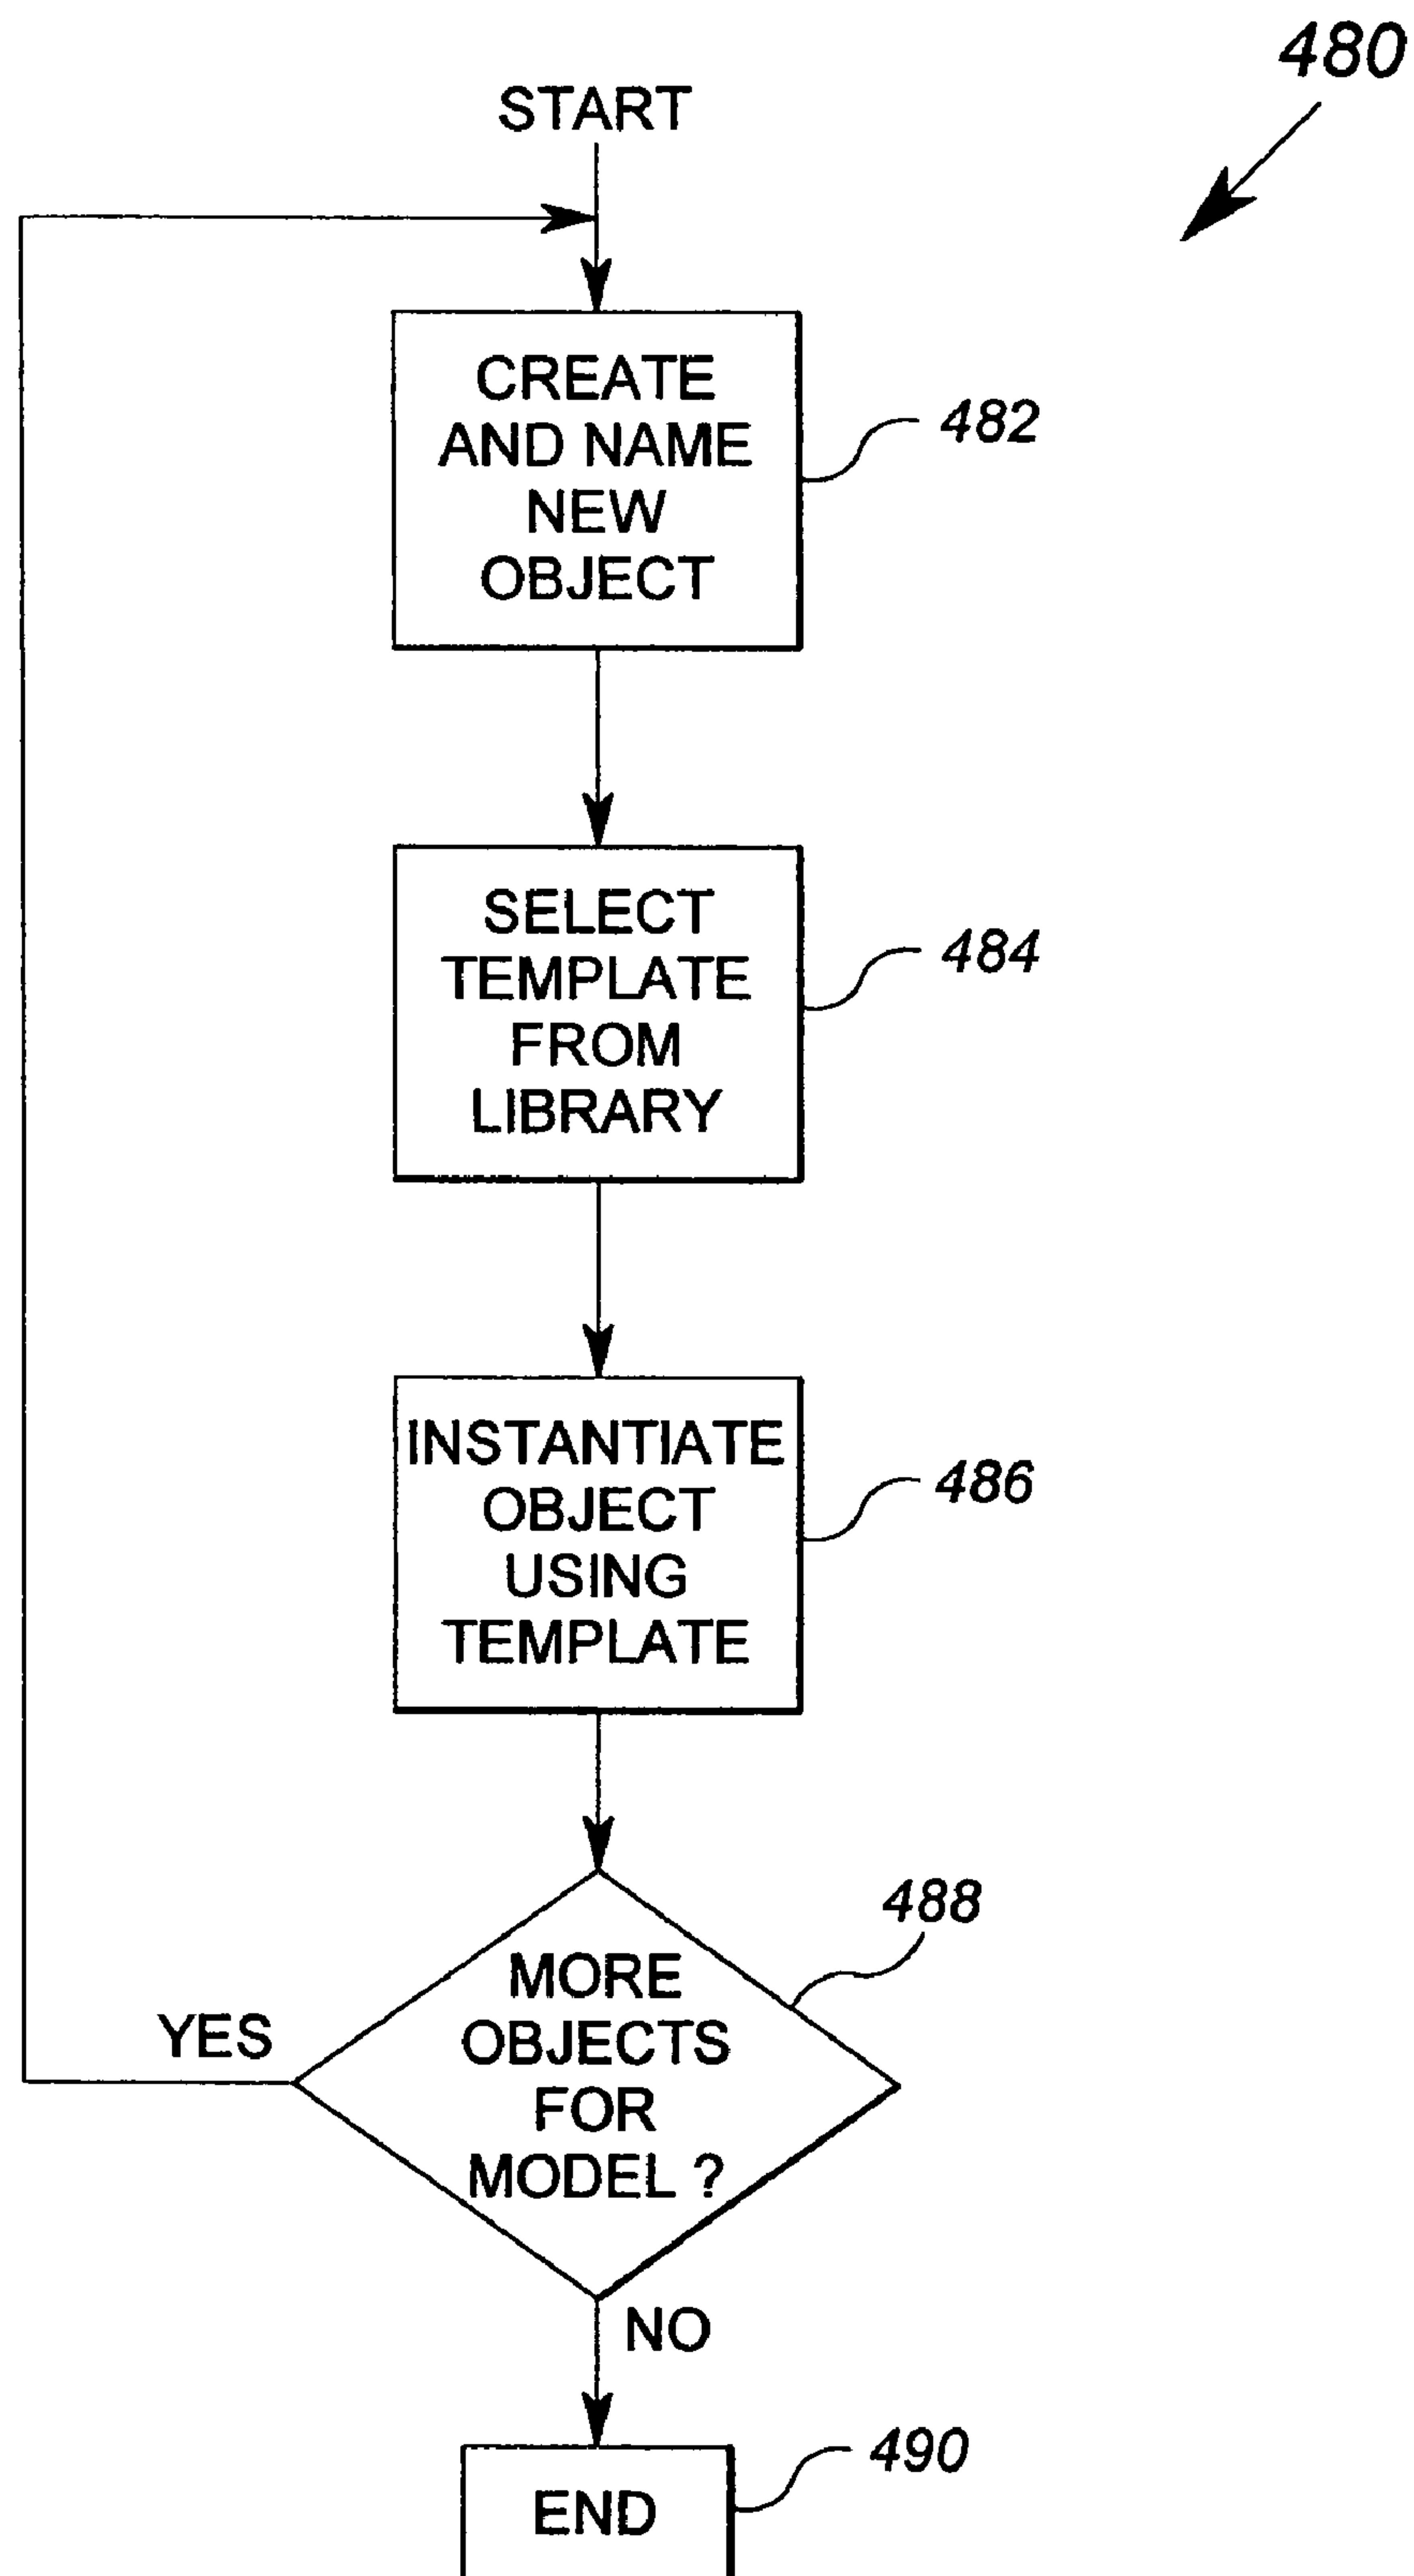 480
START
CREATE
AND NAME
NEW
OBJECT
482
SELECT
TEMPLATE
FROM
LIBRARY
484
INSTANTIATE
OBJECT
USING
TEMPLATE
486
488
MORE
OBJECTS
FOR
MODEL ?
YES
NO
490
END